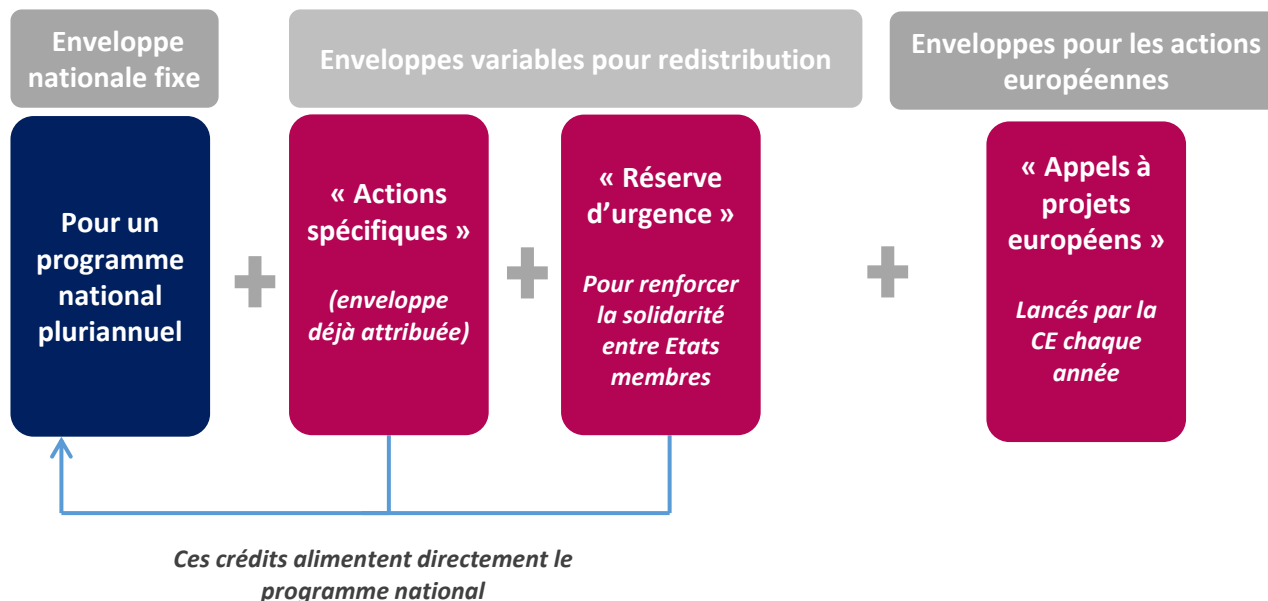 Enveloppe
nationale fixe
Enveloppes variables pour redistribution
Enveloppes pour les actions
européennes
Pour un
programme
national
pluriannuel
« Actions
spécifiques »
(enveloppe
déjà attribuée)
« Réserve
d’urgence »
Pour renforcer
la solidarité
entre Etats
membres
« Appels à
projets
européens »
Lancés par la
CE chaque
année
Ces crédits alimentent directement le
programme national